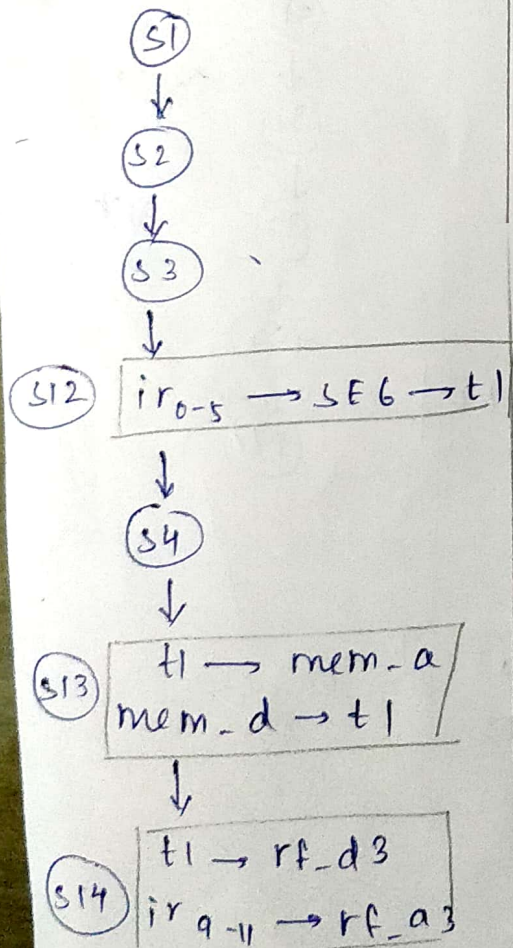 S1
↓
S2
↓
S3
↓
S12 ir0-5 → SE6 → t1
↓
S4
↓
S13 t1 → mem_a
mem_d → t1
↓
S14 t1 → rf_d3
ir9-11 → rf_a3